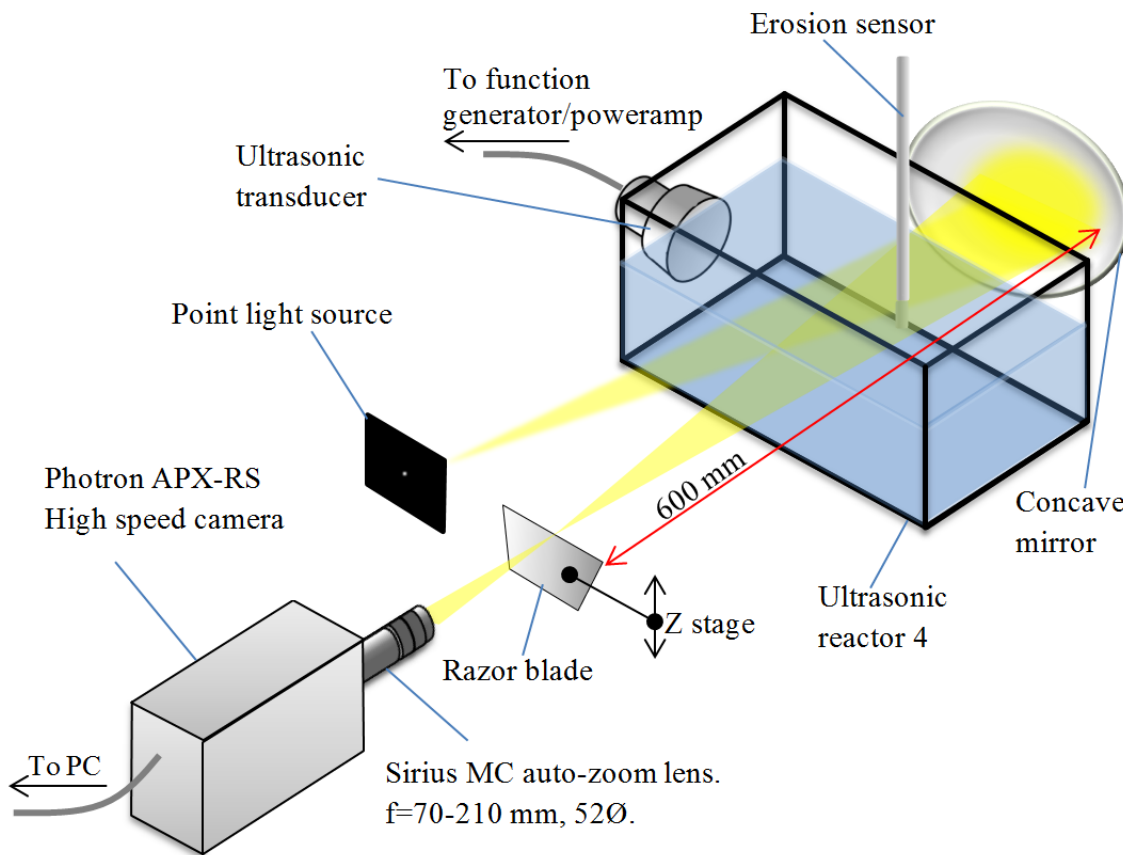 Erosion sensor
To function
generator/poweramp
Ultrasonic
transducer
Point light source
Photron APX-RS
High speed camera
600 mm
Concave
mirror
Ultrasonic
reactor 4
Z stage
Razor blade
To PC
Sirius MC auto-zoom lens.
f=70-210 mm, 52Ø.